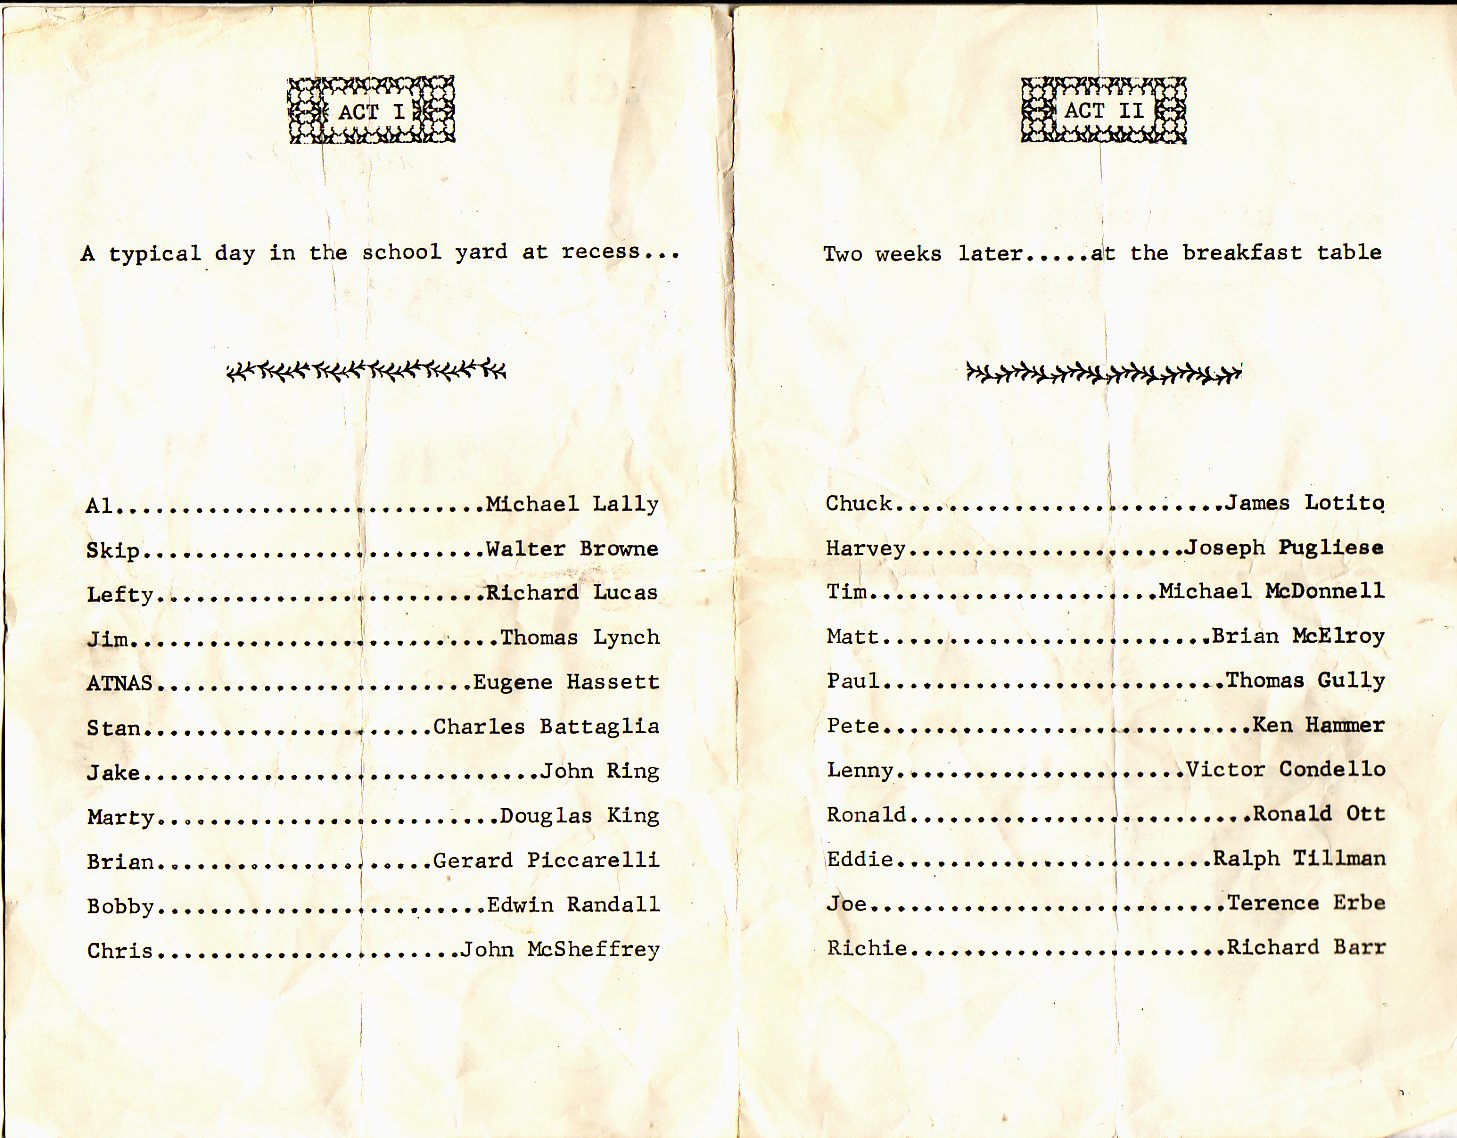 ACT I
A typical day in the school yard at recess...
Al............................Michael Lally
Skip..........................Walter Browne
Lefty.........................Richard Lucas
Jim............................Thomas Lynch
ATNAS........................Eugene Hassett
Stan......................Charles Battaglia
Jake..............................John Ring
Marty..........................Douglas King
Brian.....................Gerard Piccarelli
Bobby.........................Edwin Randall
Chris.......................John McSheffrey
ACT II
Two weeks later.....at the breakfast table
Chuck.........................James Lotito
Harvey.....................Joseph Pugliese
Tim......................Michael McDonnell
Matt.........................Brian McElroy
Paul..........................Thomas Gully
Pete............................Ken Hammer
Lenny......................Victor Condello
Ronald..........................Ronald Ott
Eddie........................Ralph Tillman
Joe...........................Terence Erbe
Richie........................Richard Barr